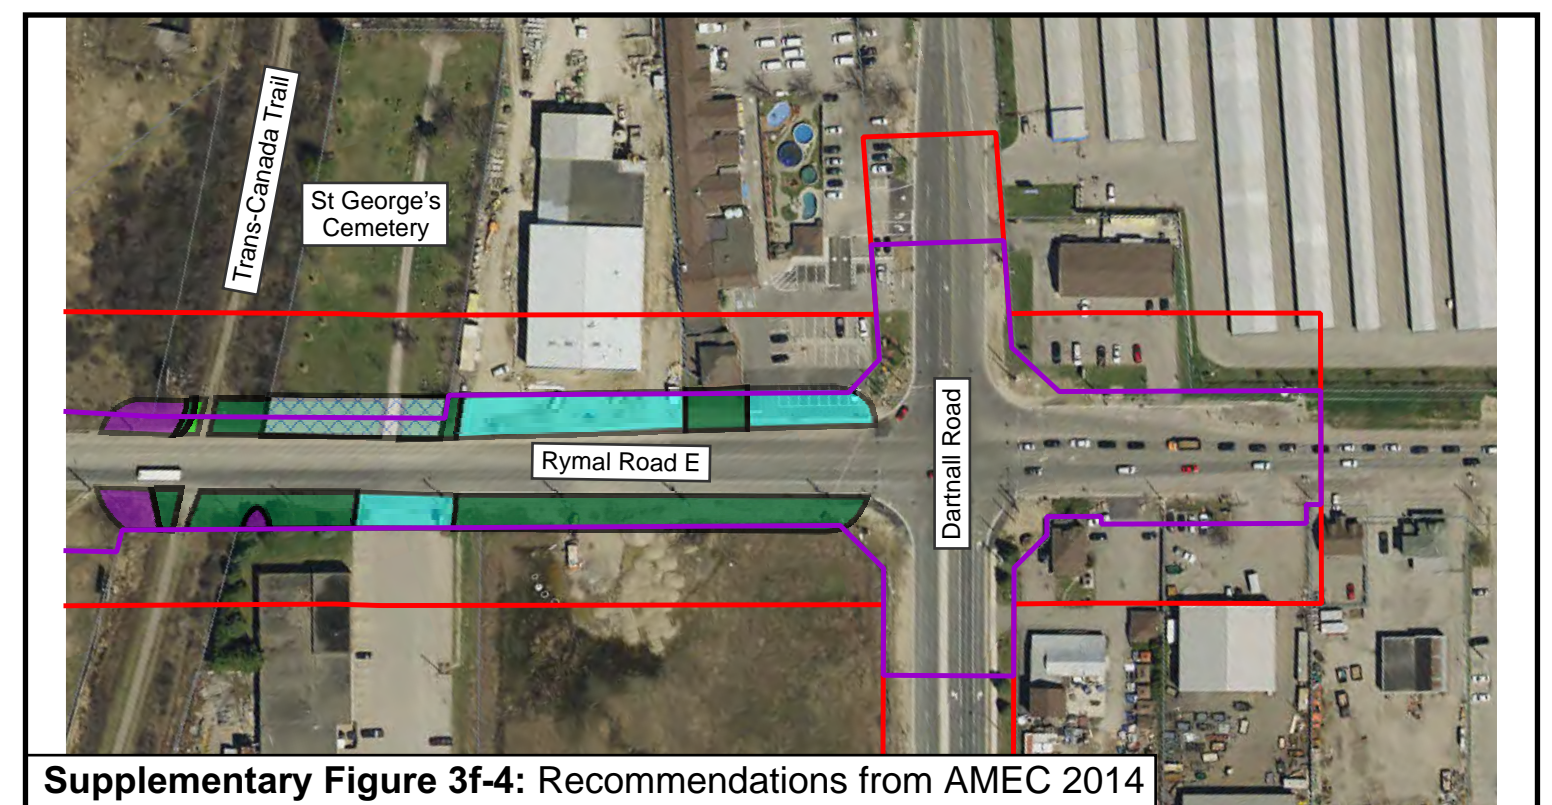 Trans-Canada Trail
St George's
Cemetery
Rymal Road E
Dartnall Road
Supplementary Figure 3f-4: Recommendations from AMEC 2014